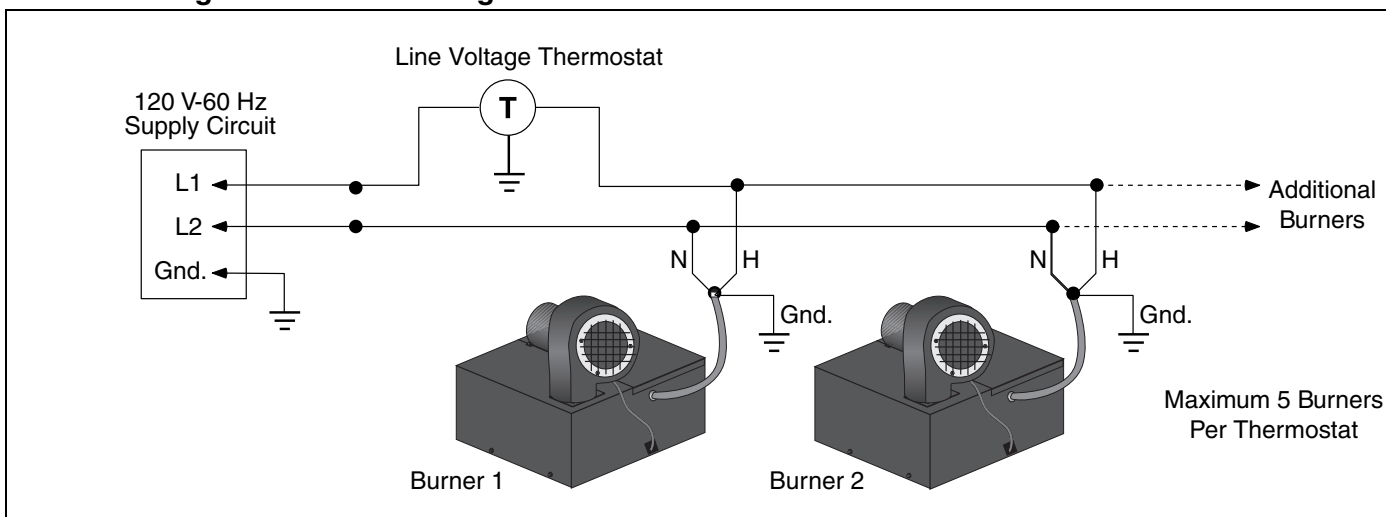 Line Voltage Thermostat
120 V-60 Hz
Supply Circuit
T
L1
L2
Gnd.
Additional
Burners
N
H
Gnd.
N
H
Gnd.
Maximum 5 Burners
Per Thermostat
Burner 1
Burner 2